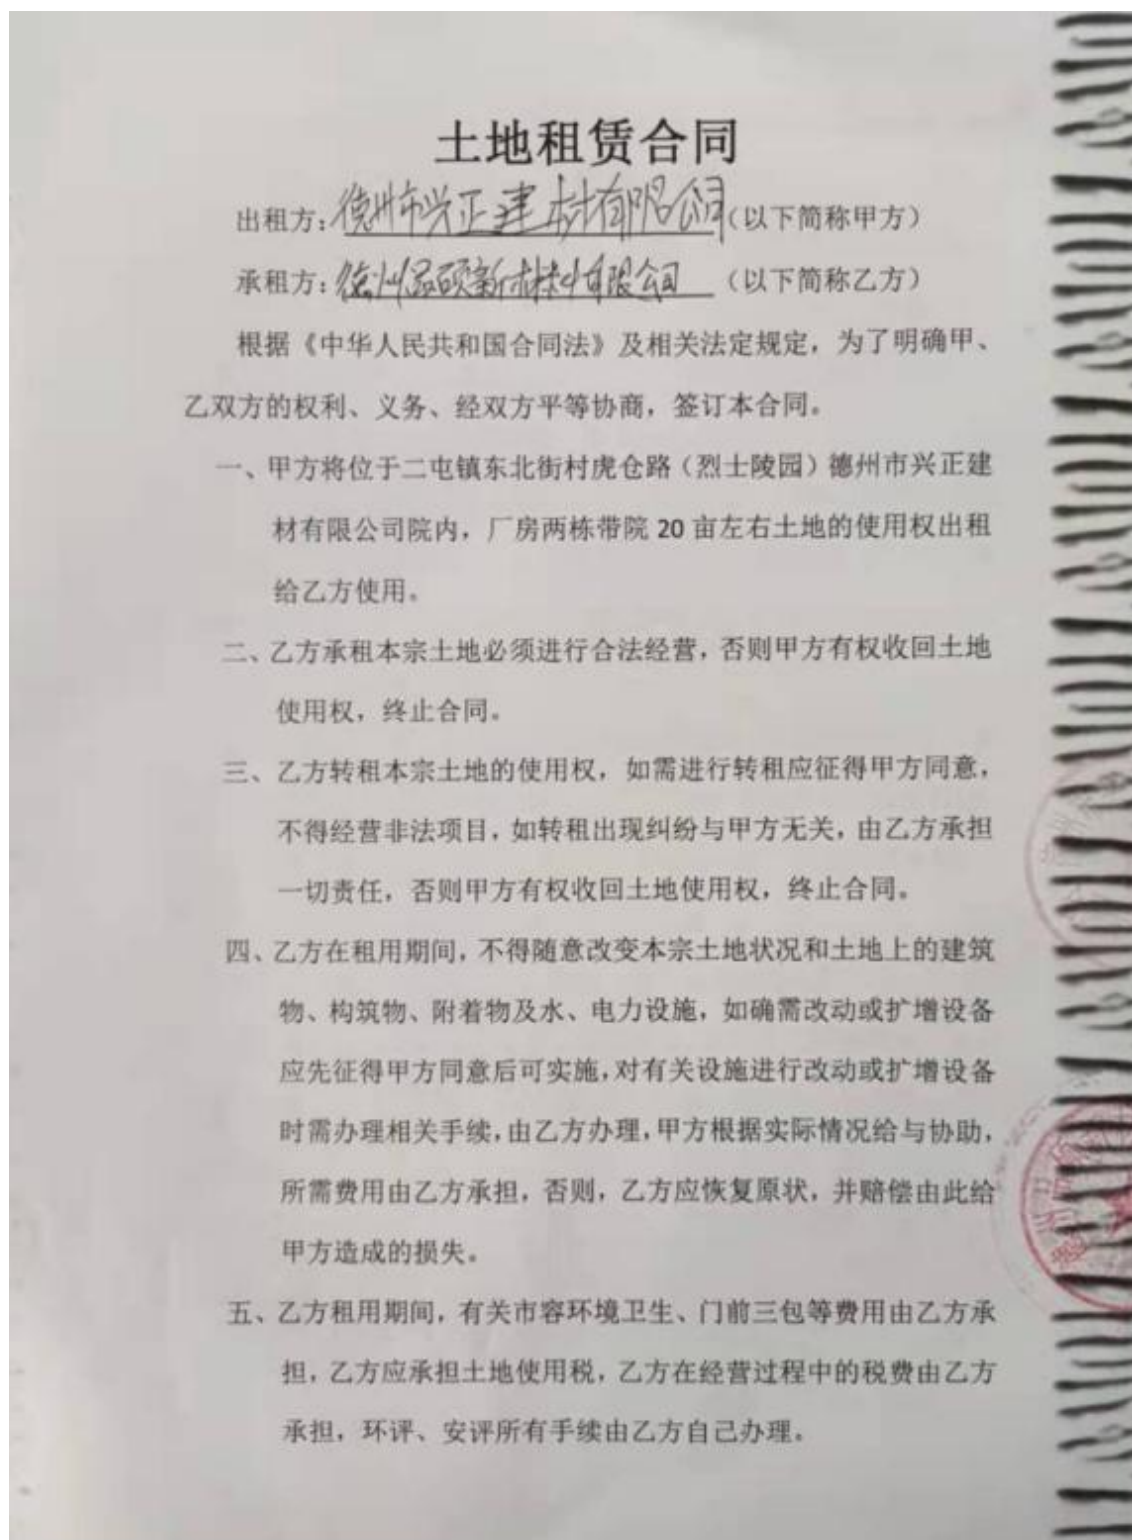 土地租赁合同
出租方:德州市兴正建材有限公司(以下简称甲方)
承租方:德州品硕新材料有限公司(以下简称乙方)
根据《中华人民共和国合同法》及相关法定规定,为了明确甲、
乙双方的权利、义务、经双方平等协商,签订本合同。
一、甲方将位于二屯镇东北街村虎仓路(烈士陵园)德州市兴正建
材有限公司院内,厂房两栋带院 20 亩左右土地的使用权出租
给乙方使用。
二、乙方承租本宗土地必须进行合法经营,否则甲方有权收回土地
使用权,终止合同。
三、乙方转租本宗土地的使用权,如需进行转租应征得甲方同意,
不得经营非法项目,如转租出现纠纷与甲方无关,由乙方承担
一切责任,否则甲方有权收回土地使用权,终止合同。
四、乙方在租用期间,不得随意改变本宗土地状况和土地上的建筑
物、构筑物、附着物及水、电力设施,如确需改动或扩增设备
应先征得甲方同意后可实施,对有关设施进行改动或扩增设备
时需办理相关手续,由乙方办理,甲方根据实际情况给与协助,
所需费用由乙方承担,否则,乙方应恢复原状,并赔偿由此给
甲方造成的损失。
五、乙方租用期间,有关市容环境卫生、门前三包等费用由乙方承
担,乙方应承担土地使用税,乙方在经营过程中的税费由乙方
承担,环评、安评所有手续由乙方自己办理。